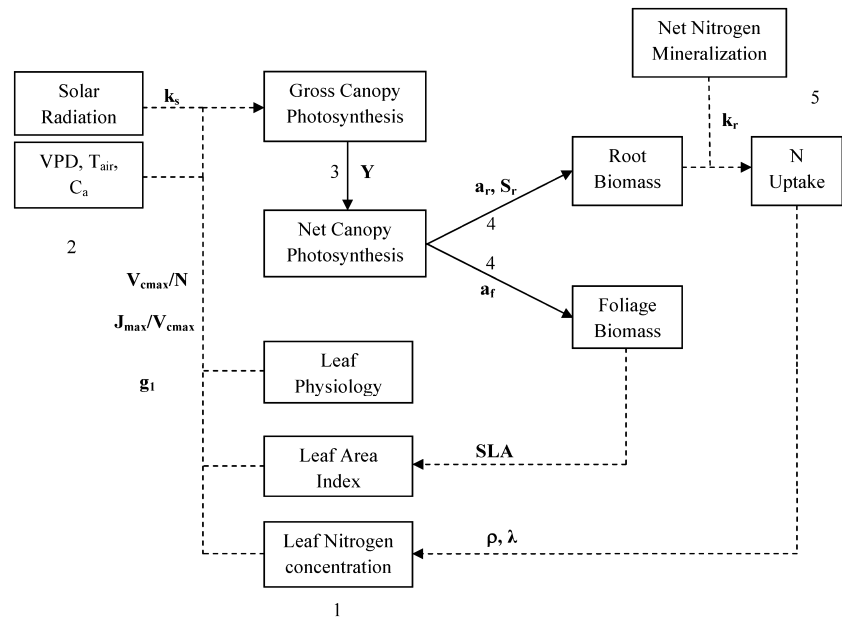 Net Nitrogen
Mineralization
Solar
Radiation
ks
Gross Canopy
Photosynthesis
5
VPD, Tair,
Ca
kr
3
Y
Root
Biomass
N
Uptake
ar, Sr
2
Net Canopy
Photosynthesis
4
4
af
Vcmax/N
Jmax/Vcmax
Foliage
Biomass
g1
Leaf
Physiology
Leaf Area
Index
SLA
Leaf Nitrogen
concentration
ρ, λ
1